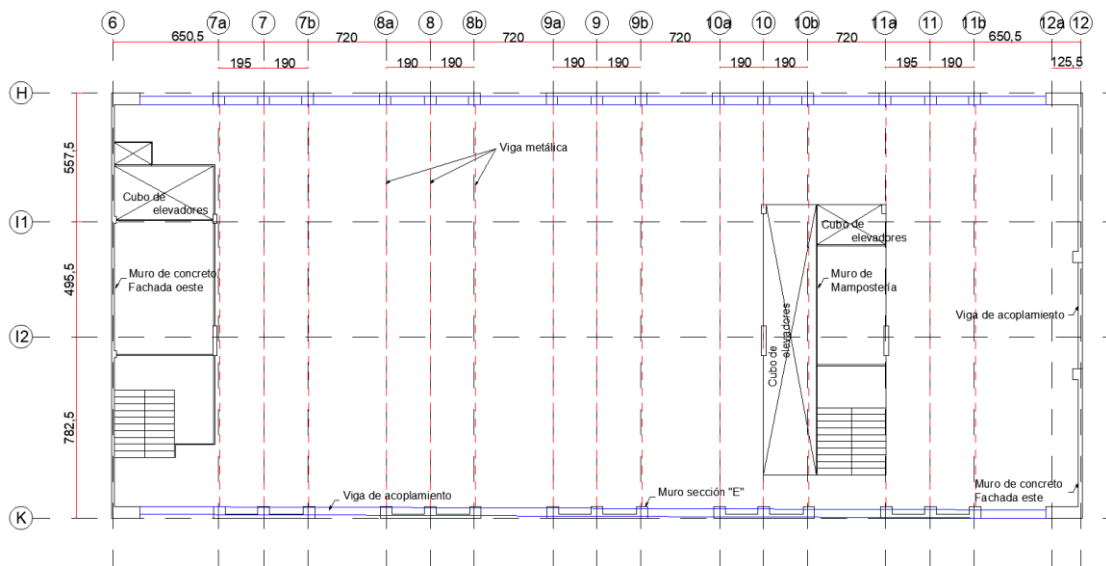 6 7a 7 7b 8a 8 8b 9a 9 9b 10a 10 10b 11a 11 11b 12a 12
650,5 720 720 720 720 650,5
195 190 190 190 190 190 190 190 195 190 125,5
H
557,5
Viga metálica
Cubo de
elevadores
I1
Cubo de
elevadores
495,5
Muro de concreto
Fachada oeste
Muro de
Mampostería
Viga de acoplamiento
I2
Cubo de
elevadores
782,5
Viga de acoplamiento
Muro sección "E"
Muro de concreto
Fachada este
K